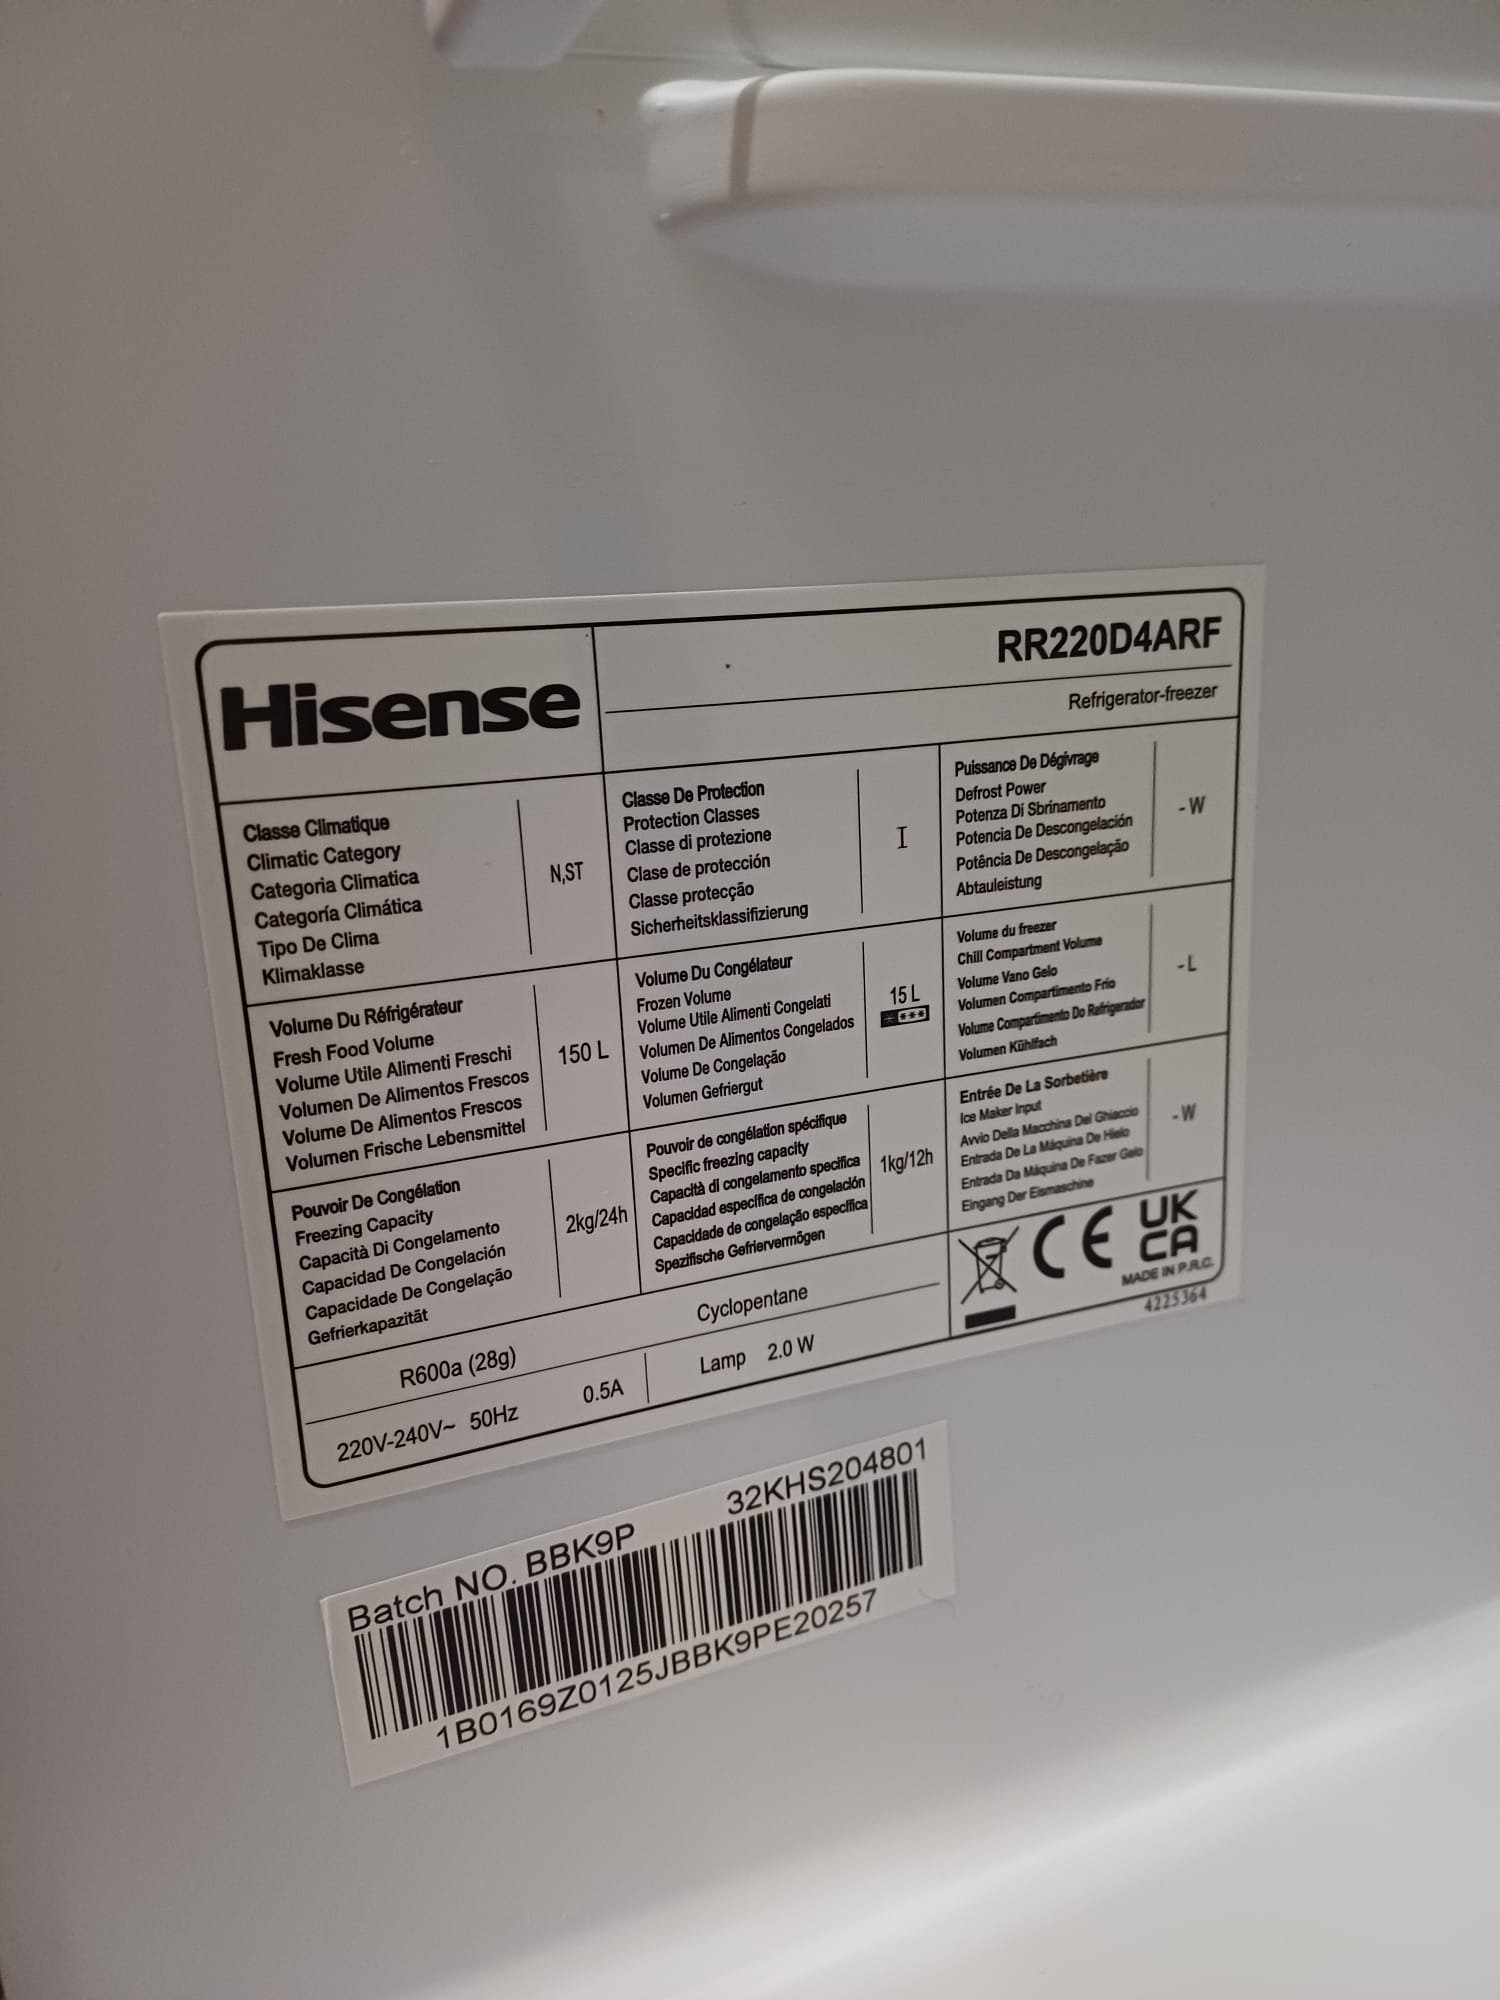 Hisense
RR220D4ARF
Refrigerator-freezer
Classe Climatique
Climatic Category
Categoria Climatica
Categoría Climática
Tipo De Clima
Klimaklasse
N,ST
Classe De Protection
Protection Classes
Classe di protezione
Clase de protección
Classe protecção
Sicherheitsklassifizierung
I
Puissance De Dégivrage
Defrost Power
Potenza Di Sbrinamento
Potencia De Descongelación
Potência De Descongelação
Abtauleistung
-W
Volume Du Réfrigérateur
Fresh Food Volume
Volume Utile Alimenti Freschi
Volumen De Alimentos Frescos
Volume De Alimentos Frescos
Volumen Frische Lebensmittel
150 L
Volume Du Congélateur
Frozen Volume
Volume Utile Alimenti Congelati
Volumen De Alimentos Congelados
Volume De Congelação
Volumen Gefriergut
15 L
Volume du freezer
Chill Compartment Volume
Volume Vano Gelo
Volumen Compartimento Frío
Volume Compartimento Do Refrigerador
Volumen Kühlfach
-L
Pouvoir De Congélation
Freezing Capacity
Capacità Di Congelamento
Capacidad De Congelación
Capacidade De Congelação
Gefrierkapazität
2kg/24h
Pouvoir de congélation spécifique
Specific freezing capacity
Capacità di congelamento specifica
Capacidad específica de congelación
Capacidade de congelação específica
Spezifische Gefriervermögen
1kg/12h
Entrée De La Sorbetière
Ice Maker Input
Avvio Della Macchina Del Ghiaccio
Entrada De La Máquina De Hielo
Entrada Da Máquina De Fazer Gelo
Eingang Der Eismaschine
-W
R600a (28g)
Cyclopentane
220V-240V~ 50Hz
0.5A
Lamp 2.0 W
CE
UK
CA
MADE IN P.R.C.
4225364
Batch NO. BBK9P
32KHS204801
1B0169Z0125JBBK9PE20257